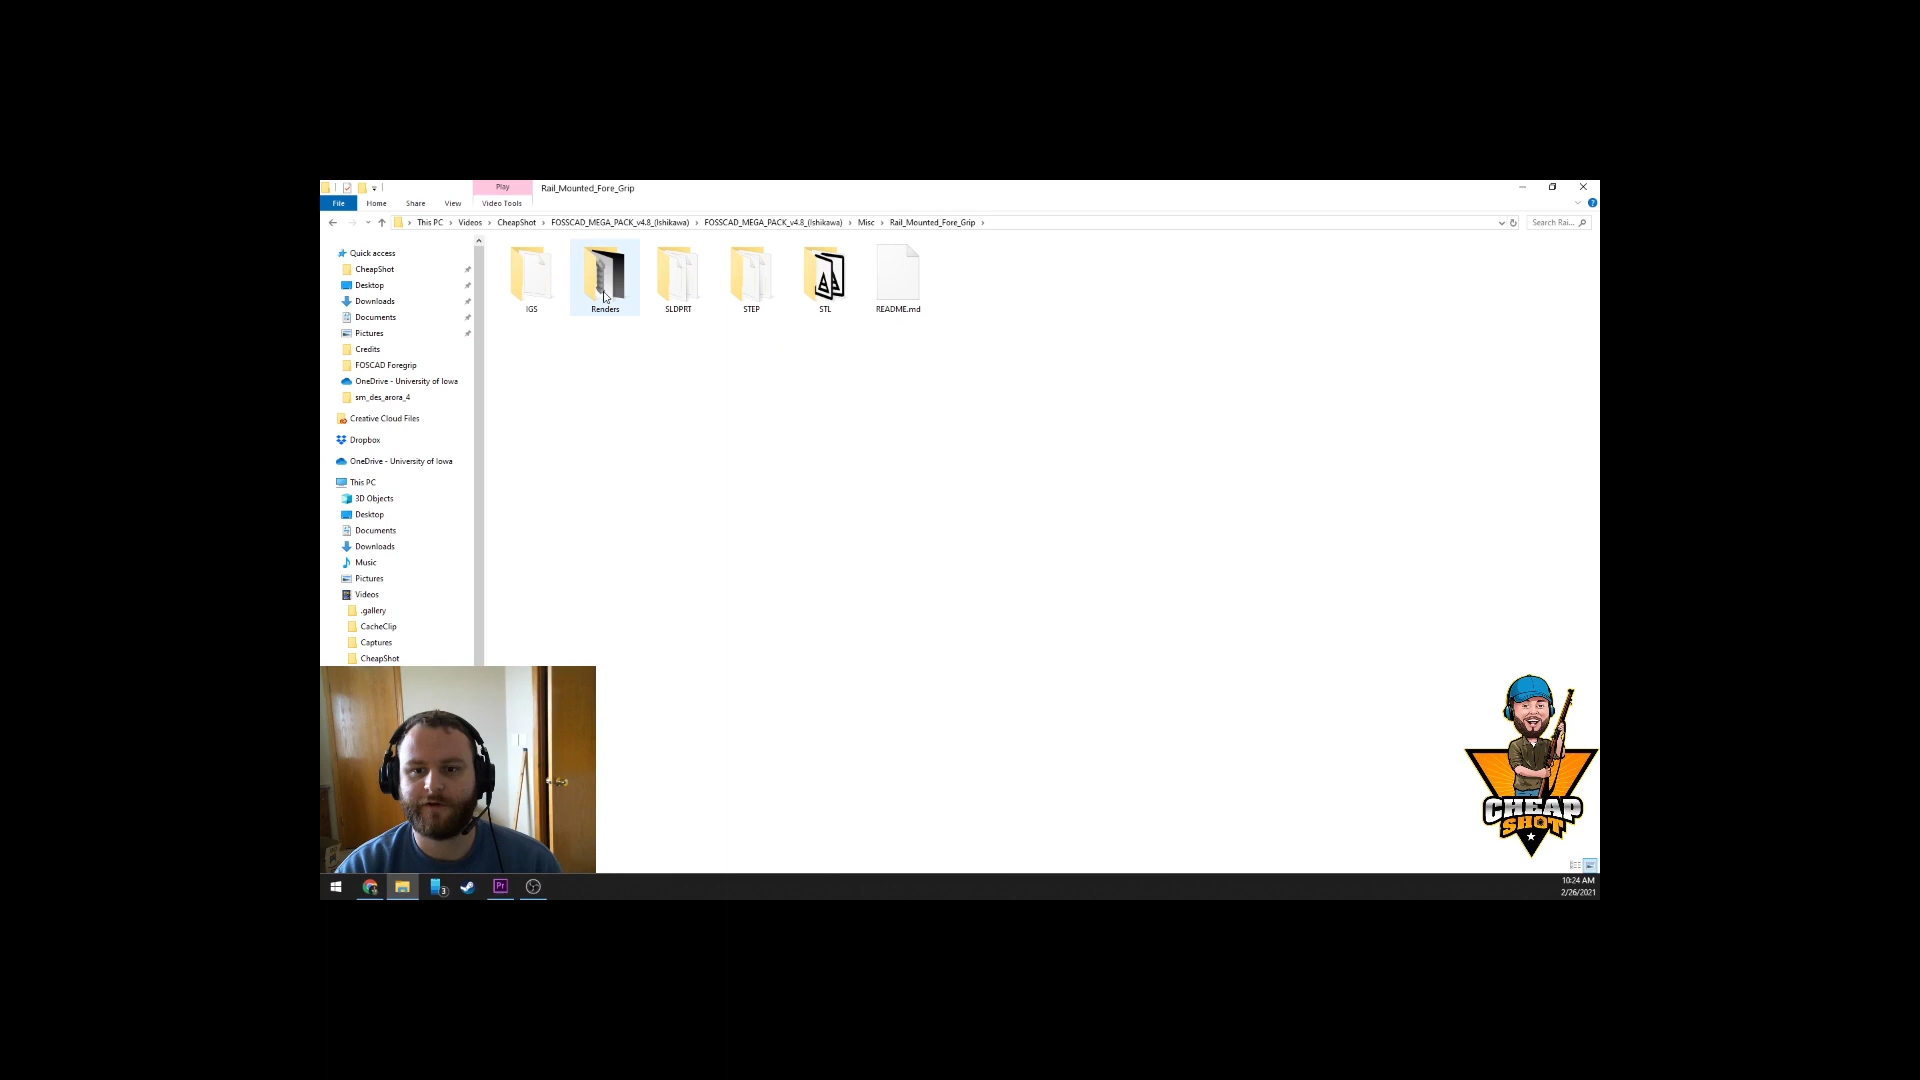 Play
Rail_Mounted_Fore_Grip
File
Home
Share
View
Video Tools
This PC
Videos
CheapShot
FOSSCAD_MEGA_PACK_v4.8_(Ishikawa)
FOSSCAD_MEGA_PACK_v4.8_(Ishikawa)
Misc
Rail_Mounted_Fore_Grip
Search Rai...
Quick access
CheapShot
Desktop
Downloads
Documents
Pictures
Credits
FOSCAD Foregrip
OneDrive - University of Iowa
sm_des_arora_4
Creative Cloud Files
Dropbox
OneDrive - University of Iowa
This PC
3D Objects
Desktop
Documents
Downloads
Music
Pictures
Videos
.gallery
CacheClip
Captures
CheapShot
IGS
Renders
SLDPRT
STEP
STL
README.md
CHEAP
SHOT
3
Pr
10:24 AM
2/26/2021